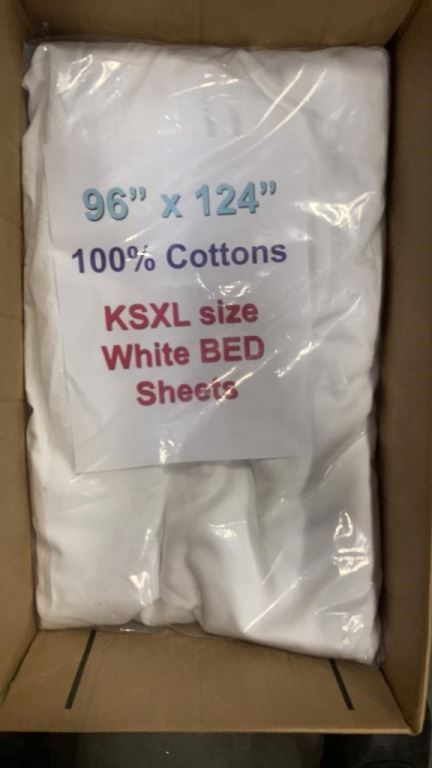 96” x 124”
100% Cottons
KSXL size
White BED
Sheets